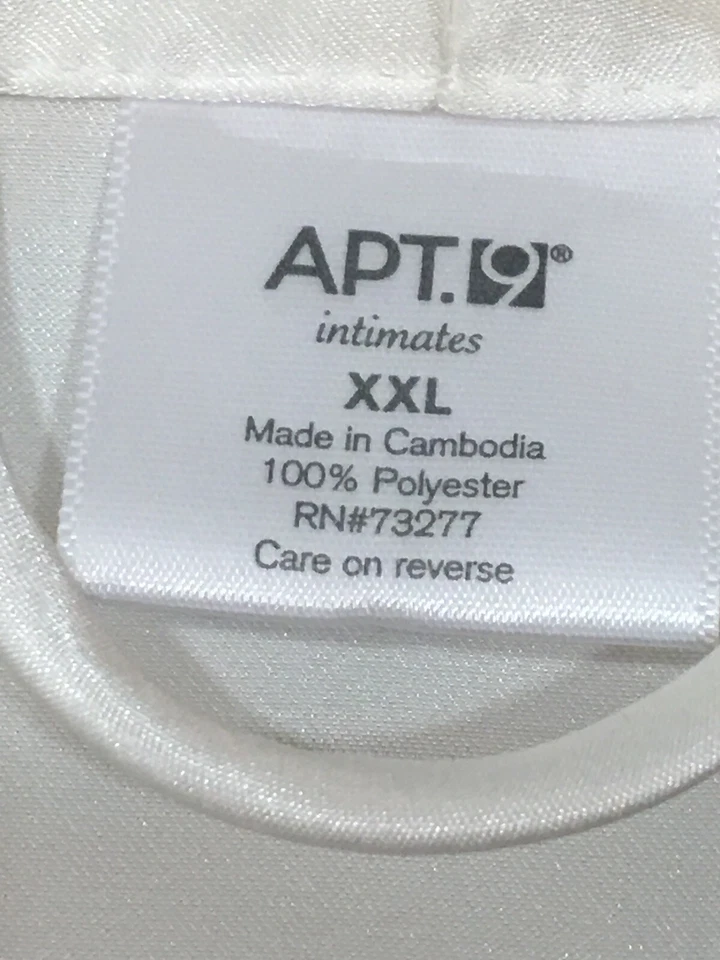 APT.9®
intimates
XXL
Made in Cambodia
100% Polyester
RN#73277
Care on reverse